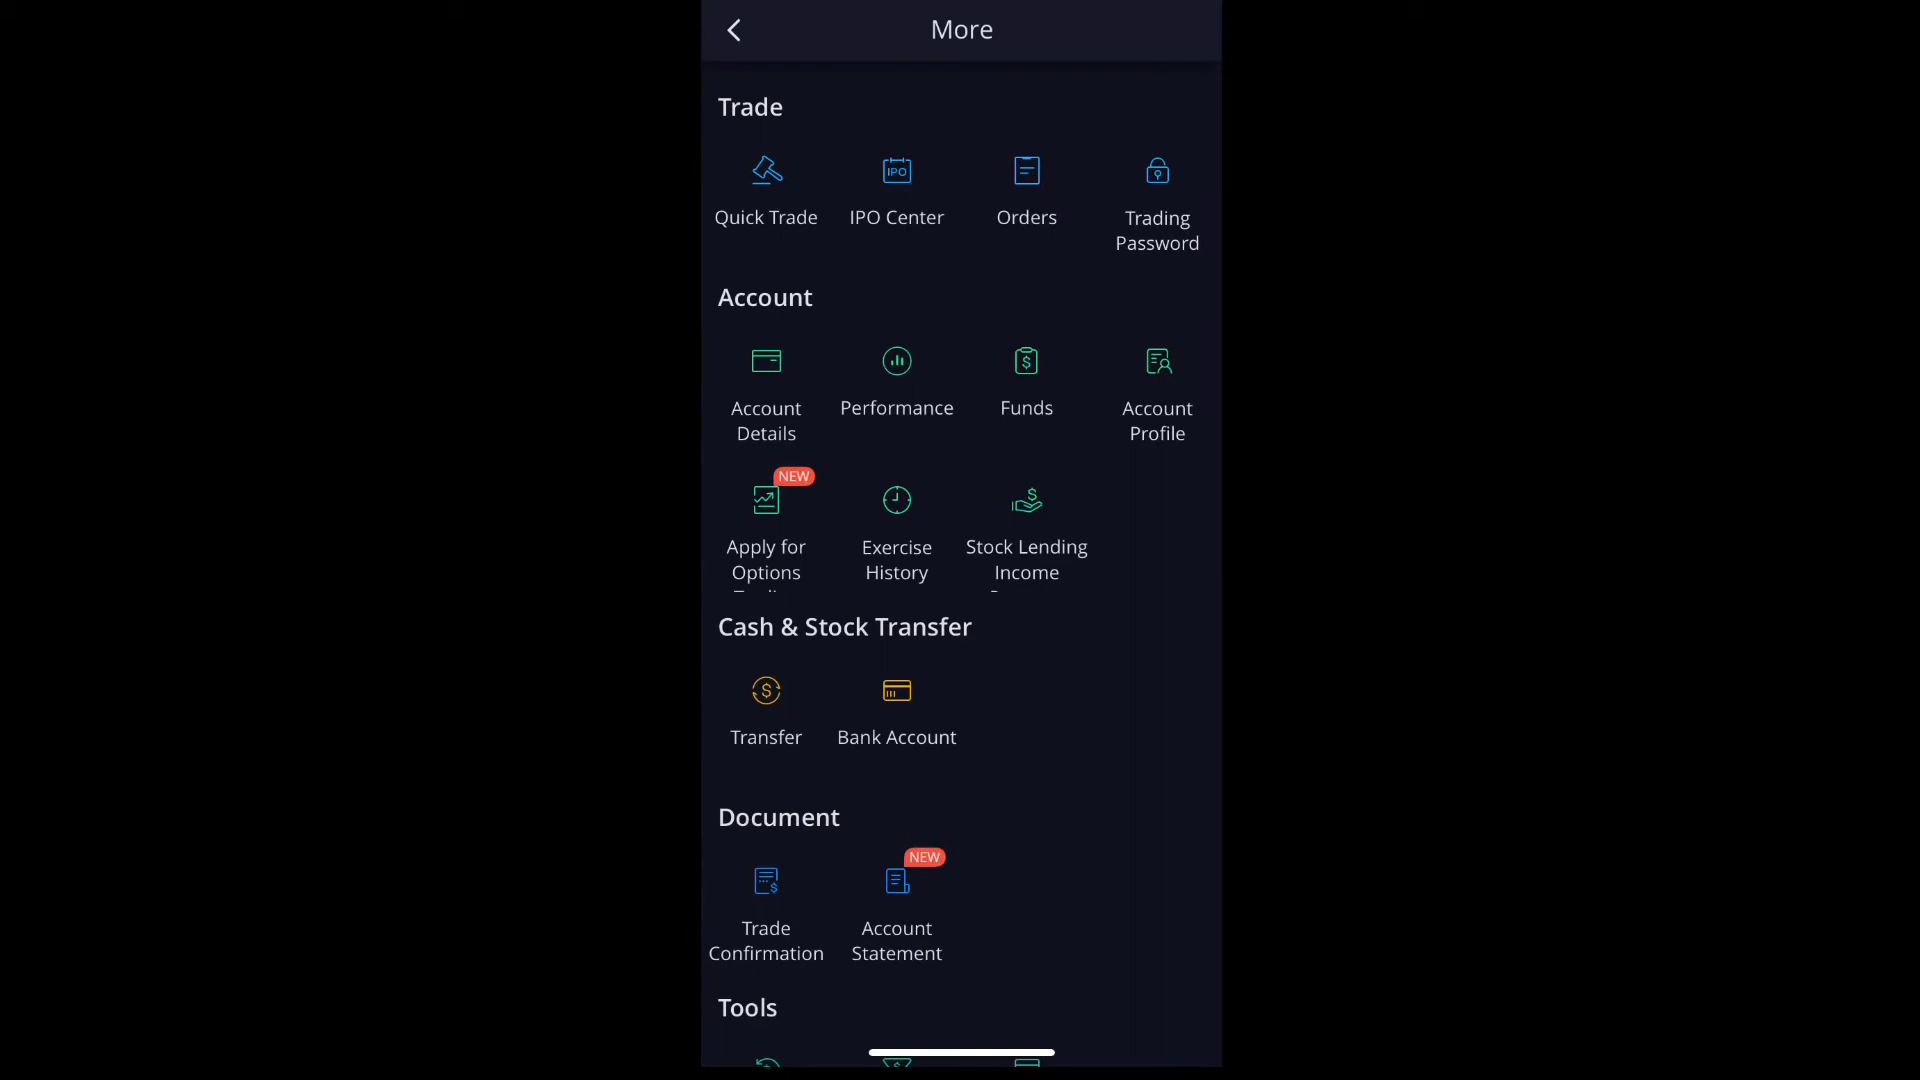 More
Trade
IPO
Quick Trade
IPO Center
Orders
Trading
Password
Account
Account
Details
Performance
Funds
Account
Profile
NEW
Apply for
Options
Exercise
History
Stock Lending
Income
Cash & Stock Transfer
Transfer
Bank Account
Document
NEW
Trade
Confirmation
Account
Statement
Tools